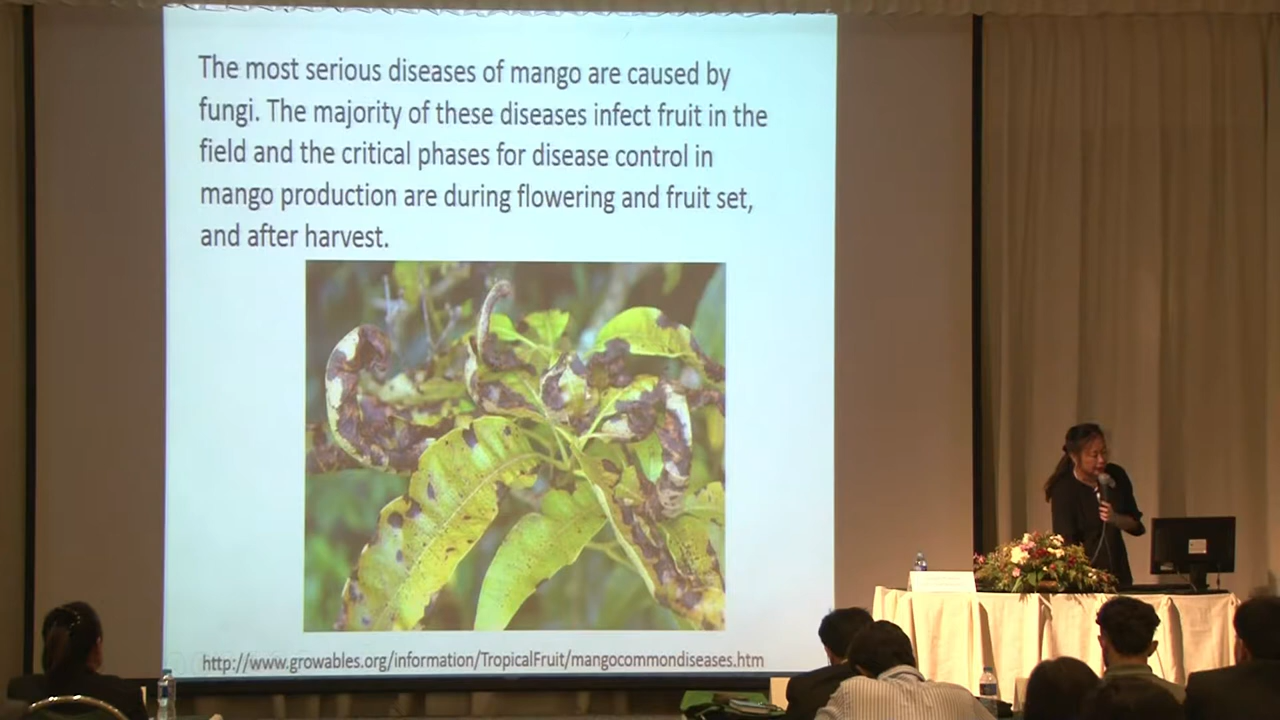 The most serious diseases of mango are caused by
fungi. The majority of these diseases infect fruit in the
field and the critical phases for disease control in
mango production are during flowering and fruit set,
and after harvest.
http://www.growables.org/information/TropicalFruit/mangocommondiseases.htm